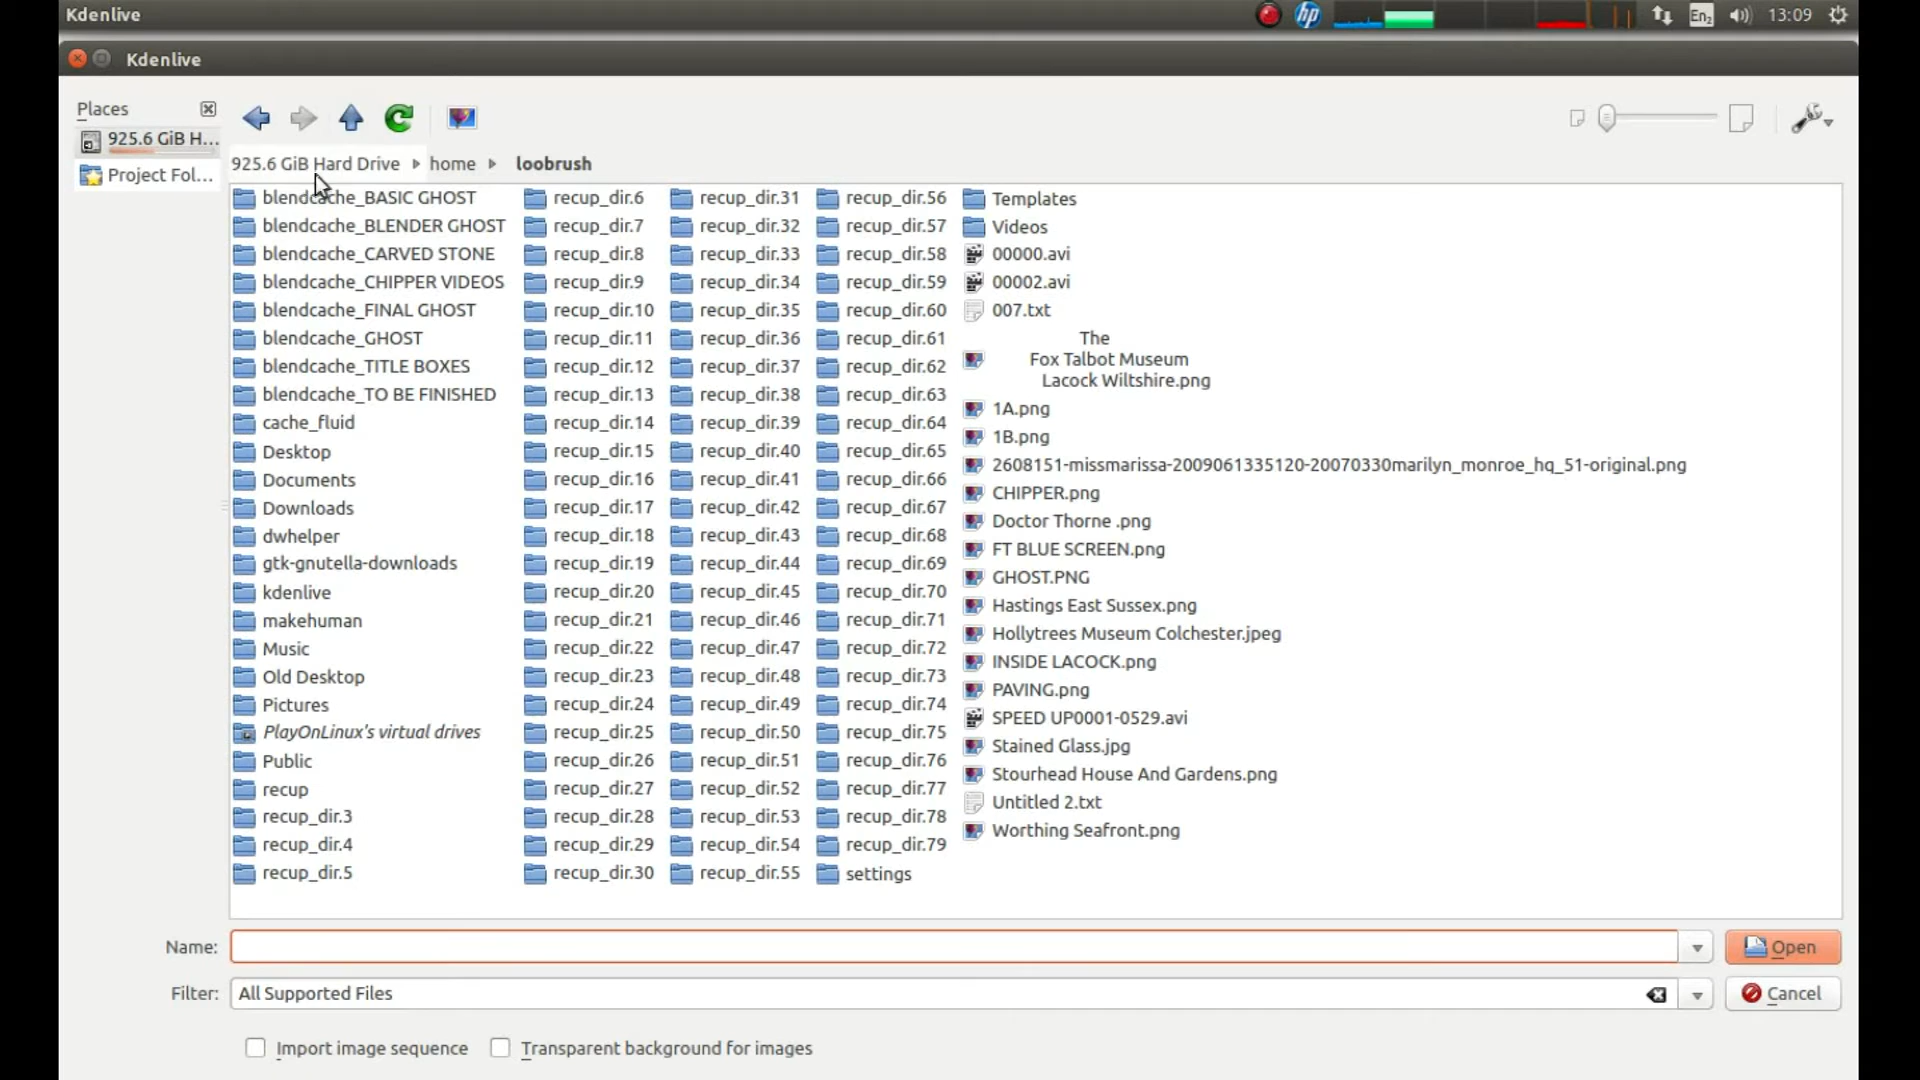 Kdenlive
En2
13:09
Kdenlive
Places
925.6 GiB H...
Project Fol...
925.6 GiB Hard Drive home loobrush
blendcache_BASIC GHOST
blendcache_BLENDER GHOST
blendcache_CARVED STONE
blendcache_CHIPPER VIDEOS
blendcache_FINAL GHOST
blendcache_GHOST
blendcache_TITLE BOXES
blendcache_TO BE FINISHED
cache_fluid
Desktop
Documents
Downloads
dwhelper
gtk-gnutella-downloads
kdenlive
makehuman
Music
Old Desktop
Pictures
PlayOnLinux's virtual drives
Public
recup
recup_dir.3
recup_dir.4
recup_dir.5
recup_dir.6
recup_dir.7
recup_dir.8
recup_dir.9
recup_dir.10
recup_dir.11
recup_dir.12
recup_dir.13
recup_dir.14
recup_dir.15
recup_dir.16
recup_dir.17
recup_dir.18
recup_dir.19
recup_dir.20
recup_dir.21
recup_dir.22
recup_dir.23
recup_dir.24
recup_dir.25
recup_dir.26
recup_dir.27
recup_dir.28
recup_dir.29
recup_dir.30
recup_dir.31
recup_dir.32
recup_dir.33
recup_dir.34
recup_dir.35
recup_dir.36
recup_dir.37
recup_dir.38
recup_dir.39
recup_dir.40
recup_dir.41
recup_dir.42
recup_dir.43
recup_dir.44
recup_dir.45
recup_dir.46
recup_dir.47
recup_dir.48
recup_dir.49
recup_dir.50
recup_dir.51
recup_dir.52
recup_dir.53
recup_dir.54
recup_dir.55
recup_dir.56
recup_dir.57
recup_dir.58
recup_dir.59
recup_dir.60
recup_dir.61
recup_dir.62
recup_dir.63
recup_dir.64
recup_dir.65
recup_dir.66
recup_dir.67
recup_dir.68
recup_dir.69
recup_dir.70
recup_dir.71
recup_dir.72
recup_dir.73
recup_dir.74
recup_dir.75
recup_dir.76
recup_dir.77
recup_dir.78
recup_dir.79
settings
Templates
Videos
00000.avi
00002.avi
007.txt
The
Fox Talbot Museum
Lacock Wiltshire.png
1A.png
1B.png
2608151-missmarissa-2009061335120-20070330marilyn_monroe_hq_51-original.png
CHIPPER.png
Doctor Thorne .png
FT BLUE SCREEN.png
GHOST.PNG
Hastings East Sussex.png
Hollytrees Museum Colchester.jpeg
INSIDE LACOCK.png
PAVING.png
SPEED UP0001-0529.avi
Stained Glass.jpg
Stourhead House And Gardens.png
Untitled 2.txt
Worthing Seafront.png
Name:
Open
Filter: All Supported Files
Cancel
Import image sequence Transparent background for images
hp